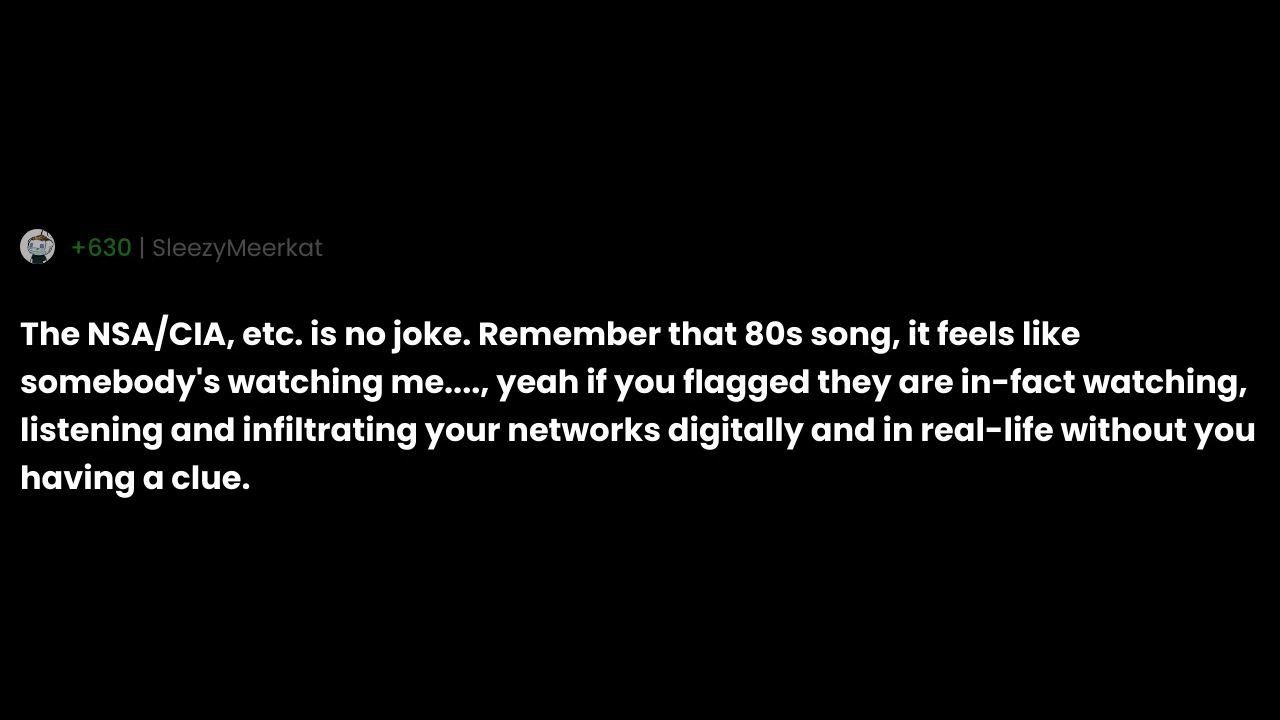 +630 | SleezyMeerkat
The NSA/CIA, etc. is no joke. Remember that 80s song, it feels like
somebody's watching me...., yeah if you flagged they are in-fact watching,
listening and infiltrating your networks digitally and in real-life without you
having a clue.